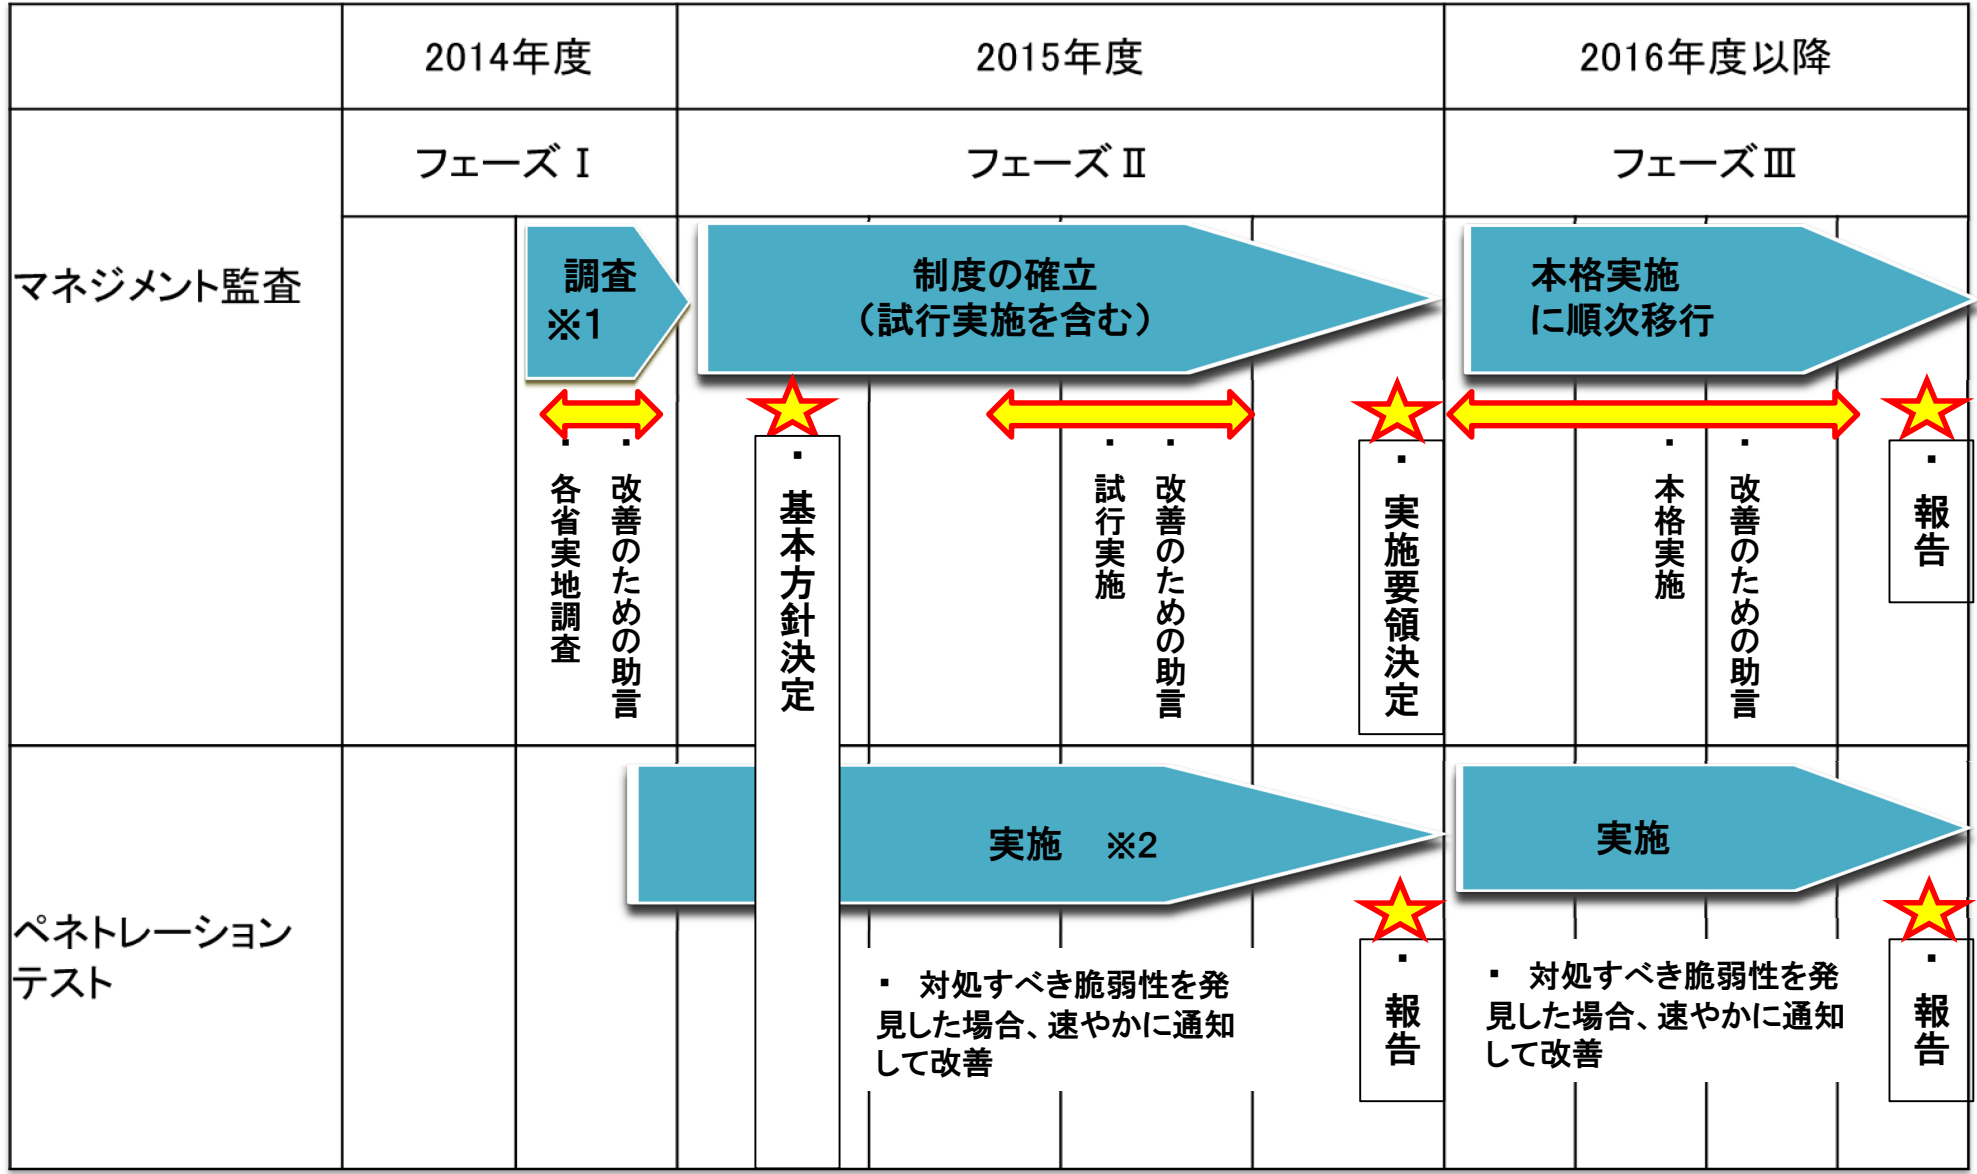 2014年度
2015年度
2016年度以降
フェーズⅠ
フェーズⅡ
フェーズⅢ
マネジメント監査
調査
※1
制度の確立
（試行実施を含む）
本格実施
に順次移行
・各省実地調査
・改善のための助言
・基本方針決定
・試行実施
・改善のための助言
・実施要領決定
・本格実施
・改善のための助言
・報告
ペネトレーション
テスト
実施　※2
実施
・　対処すべき脆弱性を発
見した場合、速やかに通知
して改善
・報告
・　対処すべき脆弱性を発
見した場合、速やかに通知
して改善
・報告